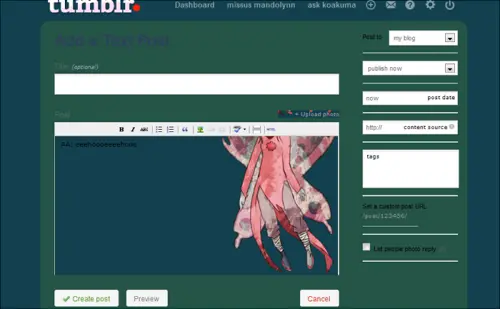 tumblr.
Dashboard missus mandolynn ask koakuma
Add a Text Post
Post to my blog
Title (optional)
publish now
now post date
Post + Upload photo
http:// content source
B I ABC HTML
tags
Set a custom post URL
/post/123456/
Let people photo reply
Create post Preview Cancel